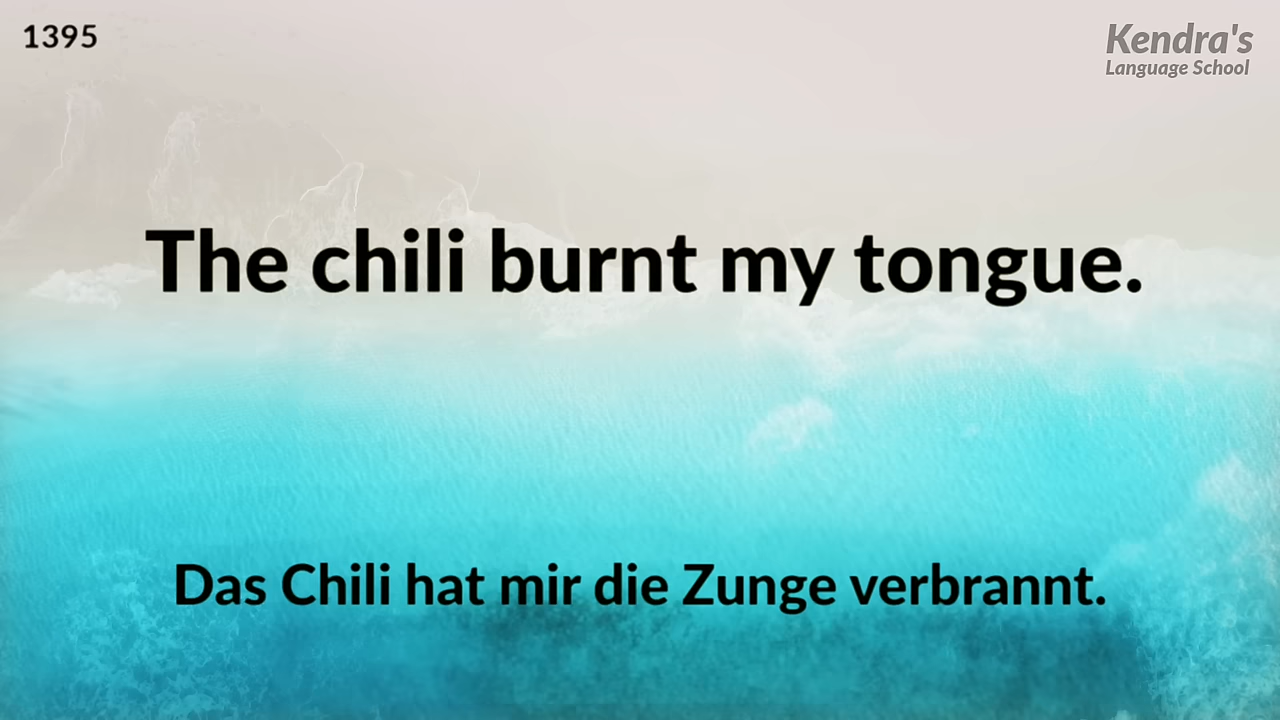 1395
Kendra's
Language School
The chili burnt my tongue.
Das Chili hat mir die Zunge verbrannt.